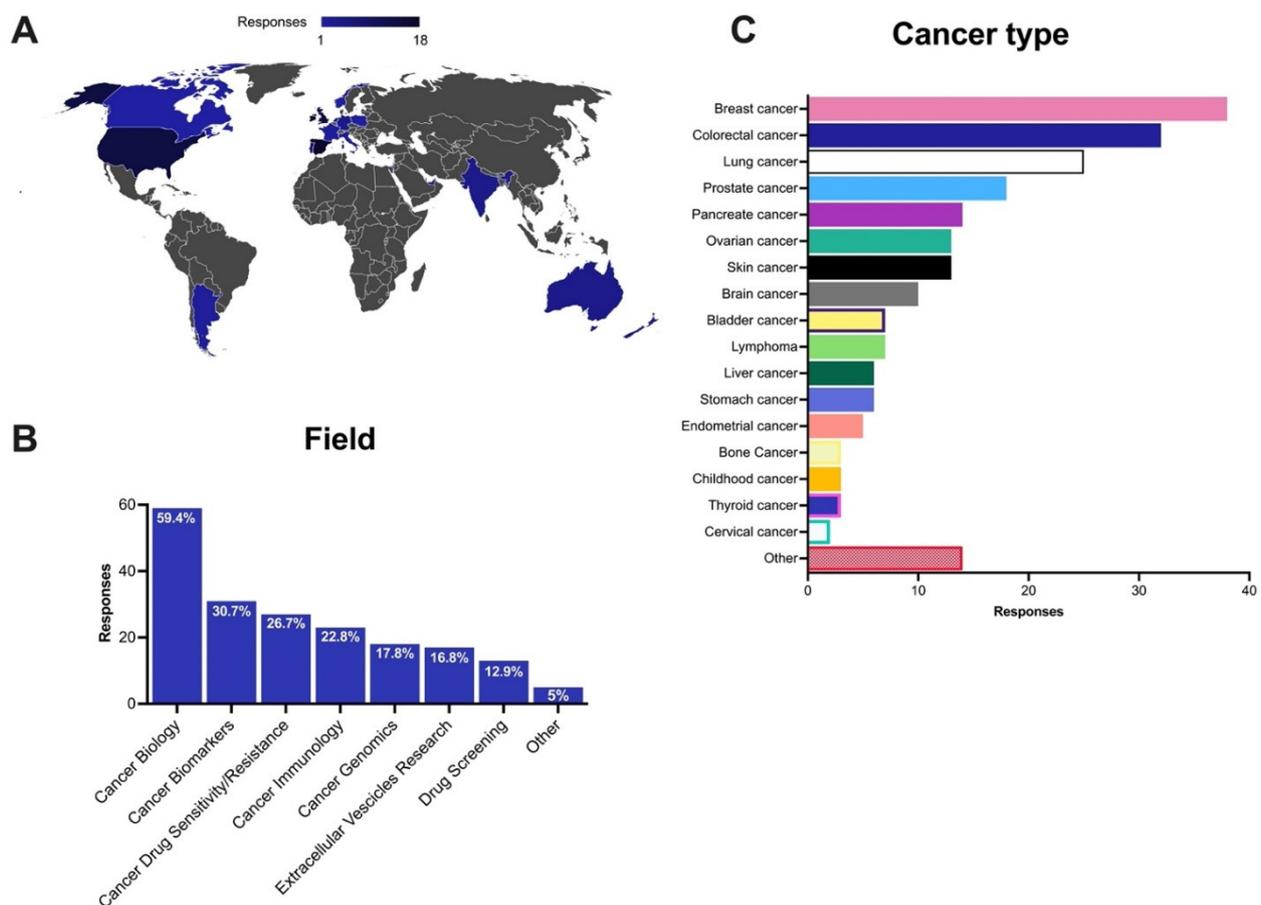 A
Responses
1 18
B
Field
60
40
20
0
Responses
59.4%
30.7%
26.7%
22.8%
17.8%
16.8%
12.9%
5%
Cancer Biology
Cancer Biomarkers
Cancer Drug Sensitivity/Resistance
Cancer Immunology
Cancer Genomics
Extracellular Vescicles Research
Drug Screening
Other
C
Cancer type
Breast cancer
Colorectal cancer
Lung cancer
Prostate cancer
Pancreate cancer
Ovarian cancer
Skin cancer
Brain cancer
Bladder cancer
Lymphoma
Liver cancer
Stomach cancer
Endometrial cancer
Bone Cancer
Childhood cancer
Thyroid cancer
Cervical cancer
Other
0 10 20 30 40
Responses